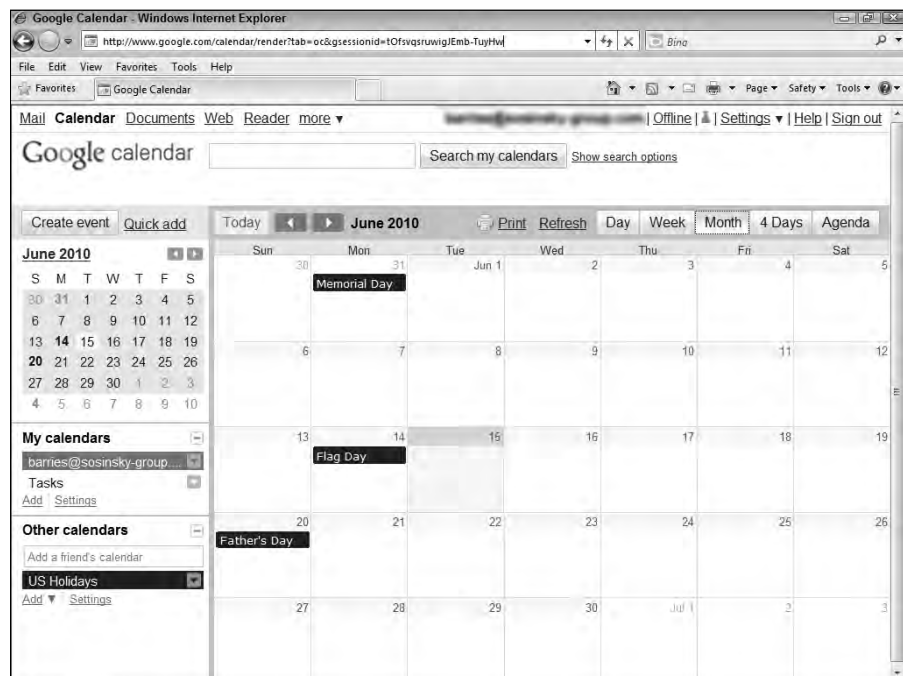 Google Calendar - Windows Internet Explorer
http://www.google.com/calendar/render?tab=oc&gsessionid=tOfsvqsruwigJEmb-TuyHw
Bing
File Edit View Favorites Tools Help
Favorites Google Calendar Page Safety Tools
Mail Calendar Documents Web Reader more | Offline | | Settings | Help | Sign out
Google calendar Search my calendars Show search options
Create event Quick add Today June 2010 Print Refresh Day Week Month 4 Days Agenda
June 2010
S M T W T F S
30 31 1 2 3 4 5
6 7 8 9 10 11 12
13 14 15 16 17 18 19
20 21 22 23 24 25 26
27 28 29 30 1 2 3
4 5 6 7 8 9 10
My calendars
barries@sosinsky-group....
Tasks
Add Settings
Other calendars
Add a friend's calendar
US Holidays
Add Settings
Sun Mon Tue Wed Thu Fri Sat
30 31 Jun 1 2 3 4 5
Memorial Day
6 7 8 9 10 11 12
13 14 15 16 17 18 19
Flag Day
20 21 22 23 24 25 26
Father's Day
27 28 29 30 Jul 1 2 3